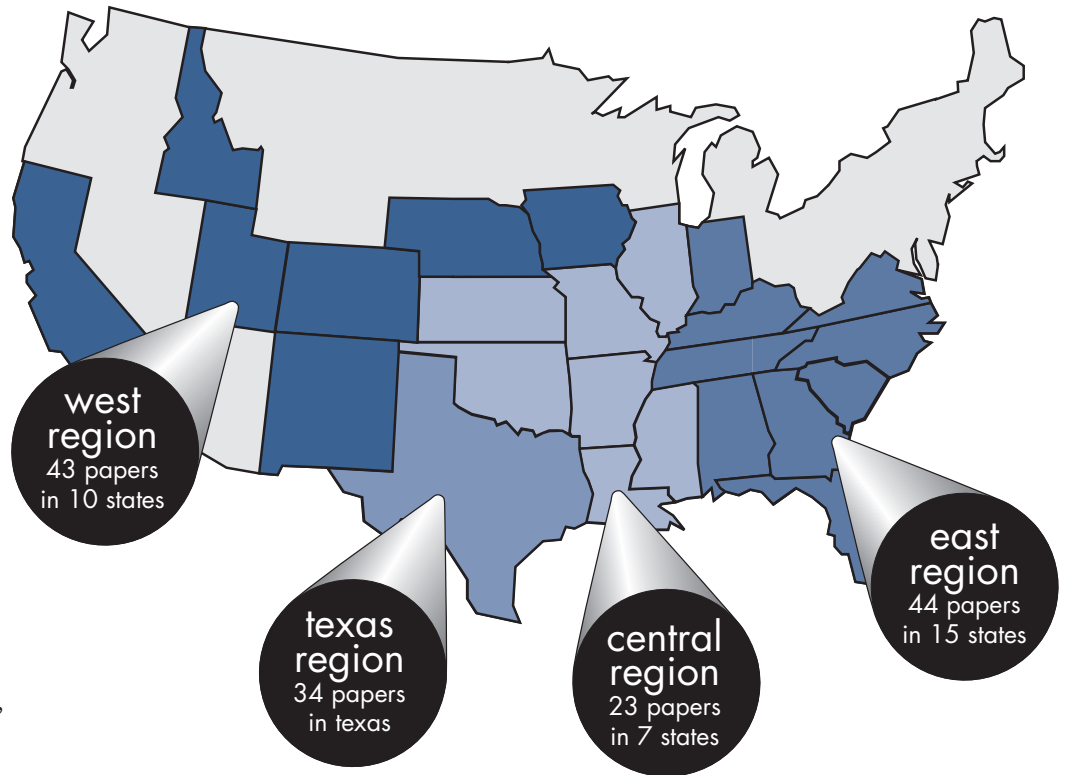 west
region
43 papers
in 10 states
texas
region
34 papers
in texas
central
region
23 papers
in 7 states
east
region
44 papers
in 15 states
,